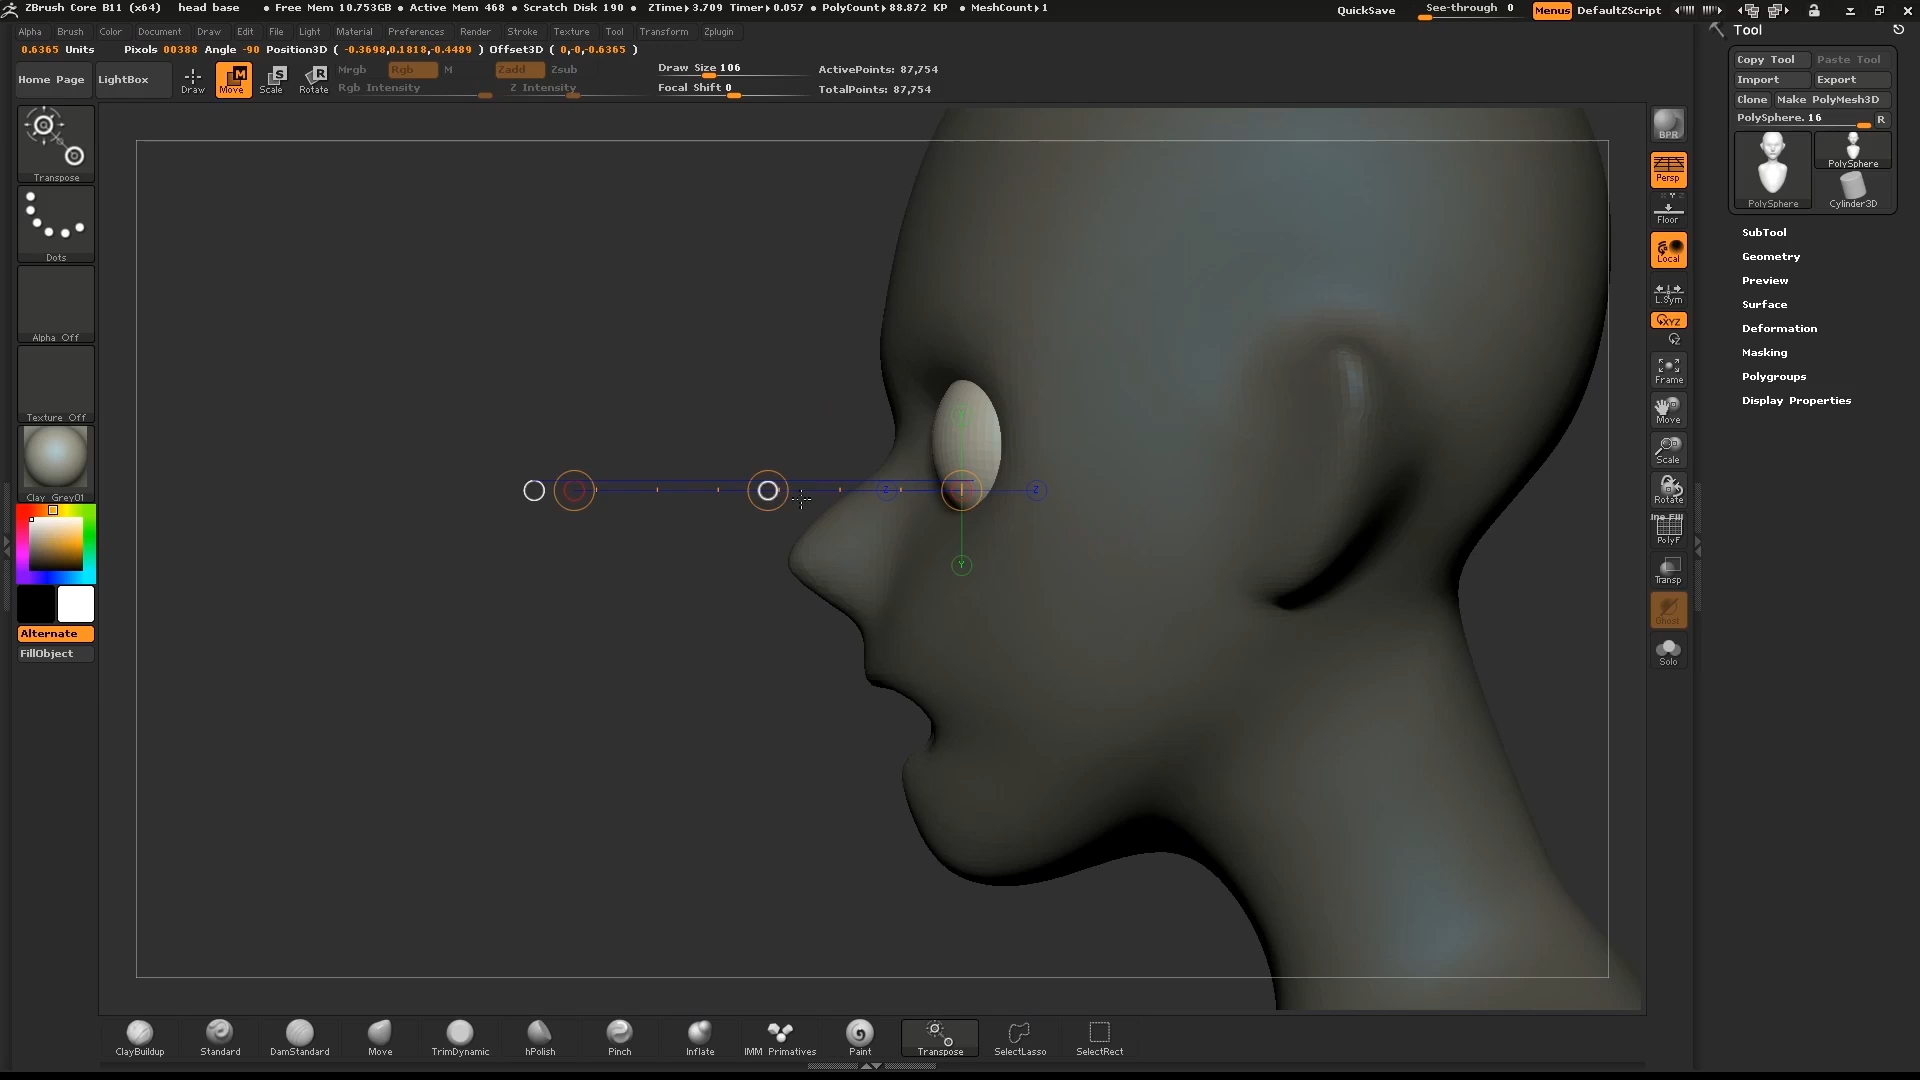 ZBrush Core B11 (x64) head base • Free Mem 10.753GB • Active Mem 468 • Scratch Disk 190 • ZTime▸3.709 Timer▸0.057 • PolyCount▸88.872 KP • MeshCount▸1 QuickSave See-through 0 Menus DefaultZScript
Alpha Brush Color Document Draw Edit File Layer Light Material Preferences Render Stroke Texture Tool Transform Zplugin
Tool
0.6365 Units Pixols 00388 Angle -90 Position3D ( -0.3698,0.1818,-0.4489 ) Offset3D ( 0,-0,-0.6365 )
Home Page LightBox Draw Move Scale Rotate Mrgb Rgb M Zadd Zsub
Rgb Intensity Z Intensity
Draw Size 106
Focal Shift 0
ActivePoints: 87,754
TotalPoints: 87,754
Copy Tool Paste Tool
Import Export
Clone Make PolyMesh3D
PolySphere. 16 R
PolySphere
PolySphere Cylinder3D
SubTool
Geometry
Preview
Surface
Deformation
Masking
Polygroups
Display Properties
Transpose
Dots
Alpha Off
Texture Off
Clay_Grey01
Alternate
FillObject
BPR
Persp
Floor
Local
L.Sym
XYZ
Frame
Move
Scale
Rotate
PolyF
Transp
Ghost
Solo
Z Z
Y
ClayBuildup Standard DamStandard Move TrimDynamic hPolish Pinch Inflate IMM Primatives Paint Transpose SelectLasso SelectRect